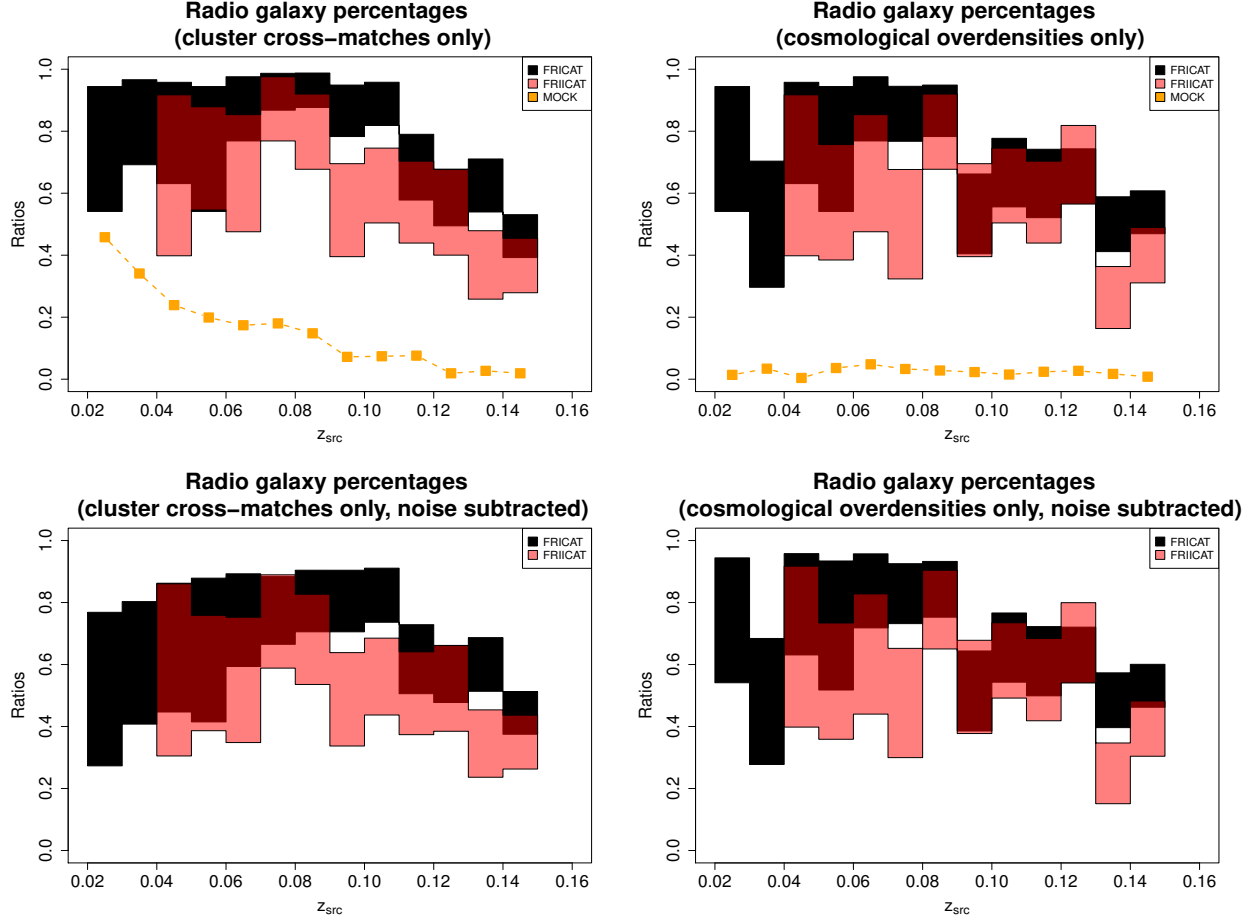 Radio galaxy percentages
(cluster cross−matches only)
FRICAT
FRIICAT
MOCK
Ratios
0.0 0.2 0.4 0.6 0.8 1.0
0.02 0.04 0.06 0.08 0.10 0.12 0.14 0.16
z_src
Radio galaxy percentages
(cosmological overdensities only)
FRICAT
FRIICAT
MOCK
Ratios
0.0 0.2 0.4 0.6 0.8 1.0
0.02 0.04 0.06 0.08 0.10 0.12 0.14 0.16
z_src
Radio galaxy percentages
(cluster cross−matches only, noise subtracted)
FRICAT
FRIICAT
Ratios
0.0 0.2 0.4 0.6 0.8 1.0
0.02 0.04 0.06 0.08 0.10 0.12 0.14 0.16
z_src
Radio galaxy percentages
(cosmological overdensities only, noise subtracted)
FRICAT
FRIICAT
Ratios
0.0 0.2 0.4 0.6 0.8 1.0
0.02 0.04 0.06 0.08 0.10 0.12 0.14 0.16
z_src